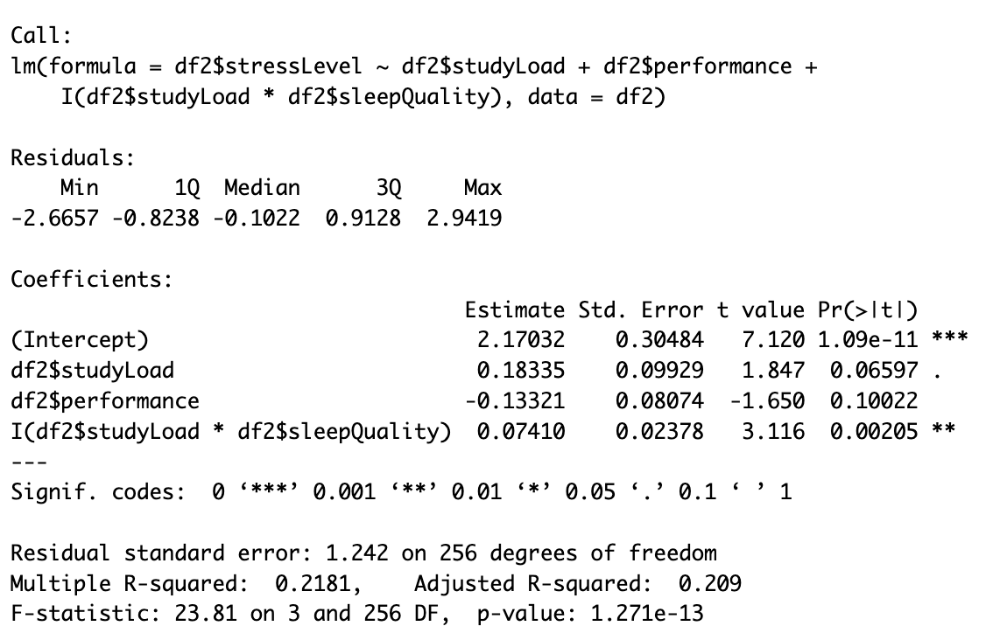 Call:
lm(formula = df2$stressLevel ~ df2$studyLoad + df2$performance +
    I(df2$studyLoad * df2$sleepQuality), data = df2)

Residuals:
    Min      1Q  Median      3Q     Max
-2.6657 -0.8238 -0.1022  0.9128  2.9419

Coefficients:
                                    Estimate Std. Error t value Pr(>|t|)
(Intercept)                          2.17032    0.30484   7.120 1.09e-11 ***
df2$studyLoad                        0.18335    0.09929   1.847  0.06597 .
df2$performance                     -0.13321    0.08074  -1.650  0.10022
I(df2$studyLoad * df2$sleepQuality)  0.07410    0.02378   3.116  0.00205 **
---
Signif. codes:  0 ‘***’ 0.001 ‘**’ 0.01 ‘*’ 0.05 ‘.’ 0.1 ‘ ’ 1

Residual standard error: 1.242 on 256 degrees of freedom
Multiple R-squared:  0.2181,    Adjusted R-squared:  0.209
F-statistic: 23.81 on 3 and 256 DF,  p-value: 1.271e-13